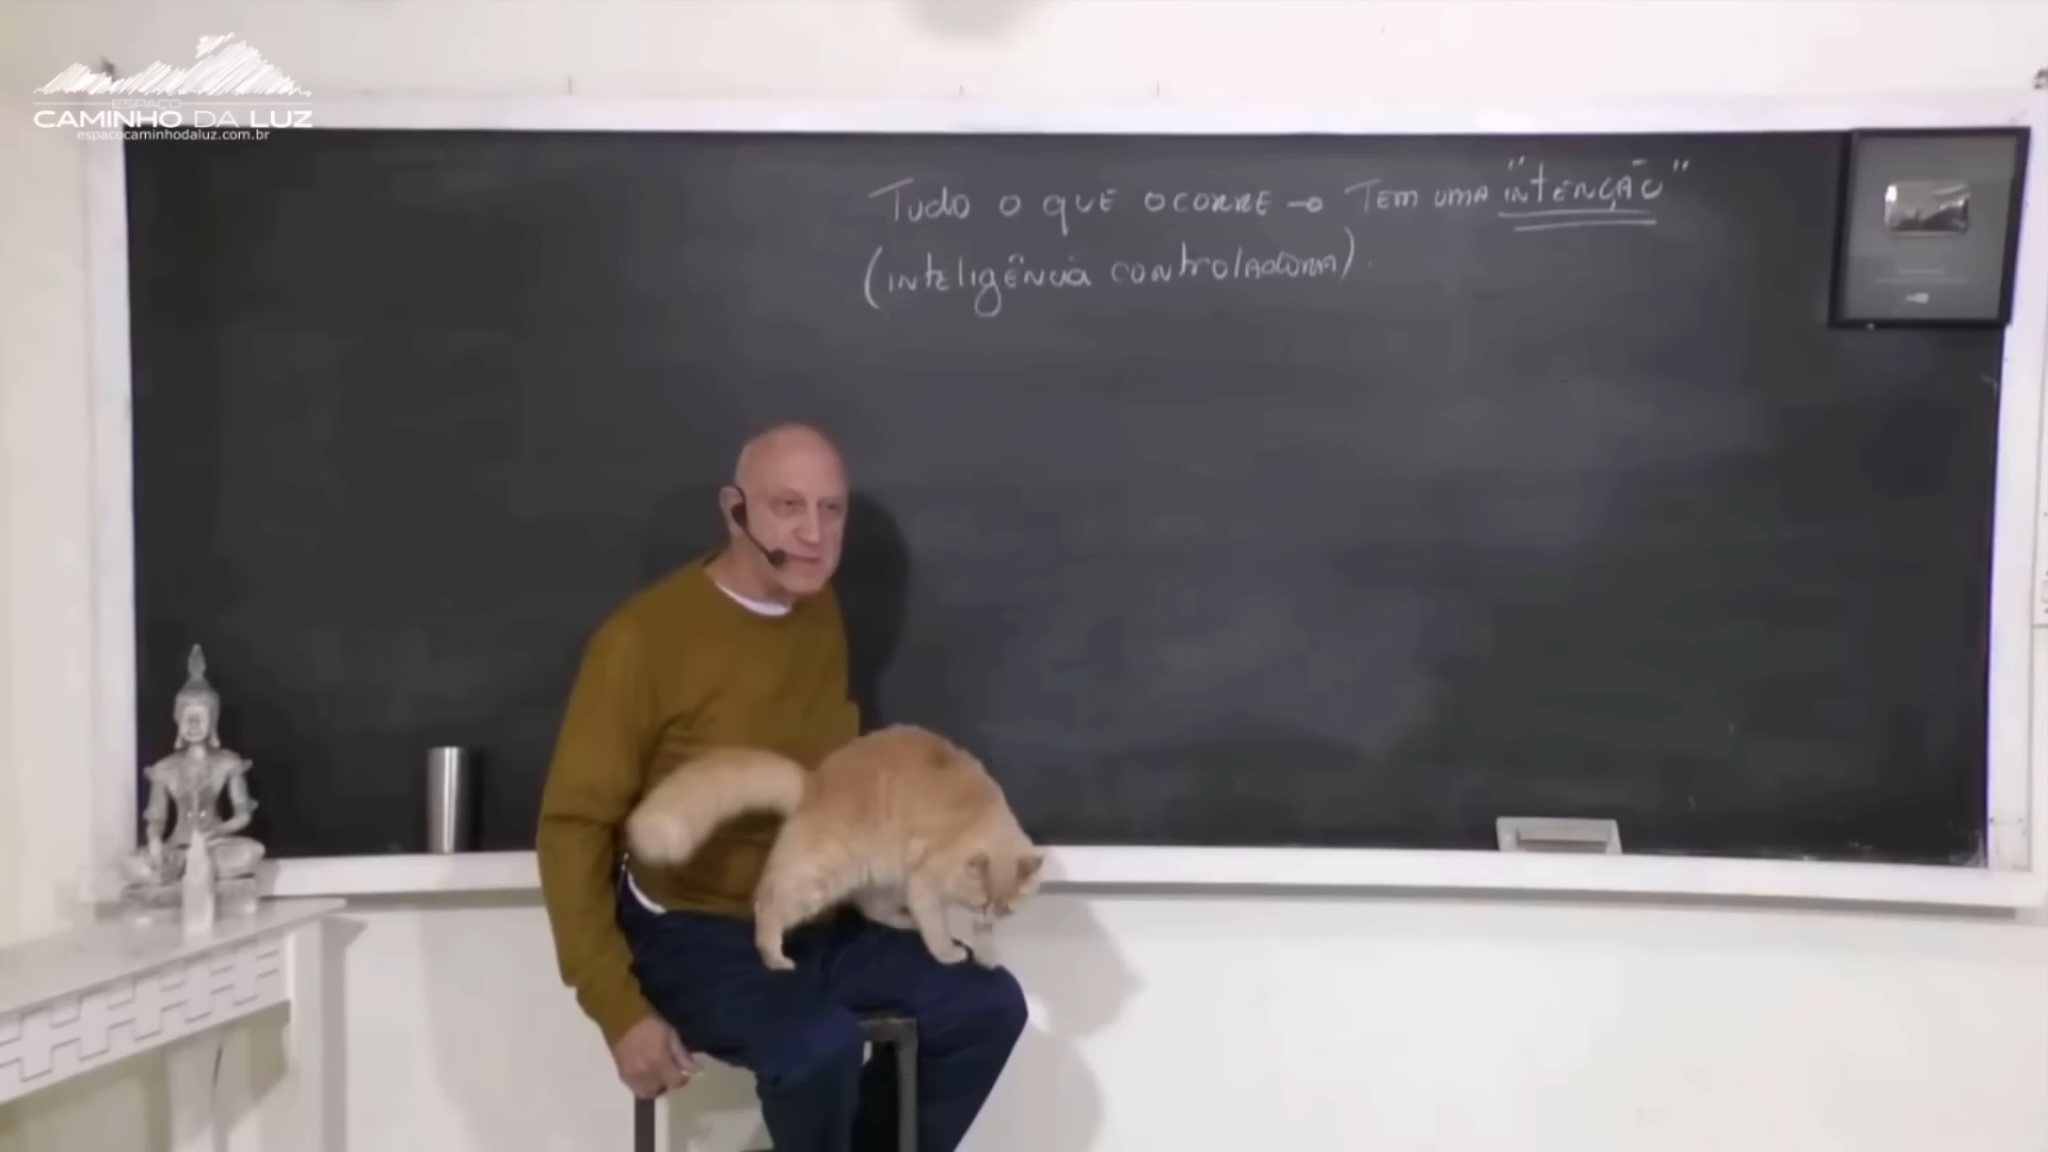 ESPAÇO
CAMINHO DA LUZ
espacocaminhodaluz.com.br
Tudo o que ocorre → Tem uma "intenção"
(inteligência controladora).